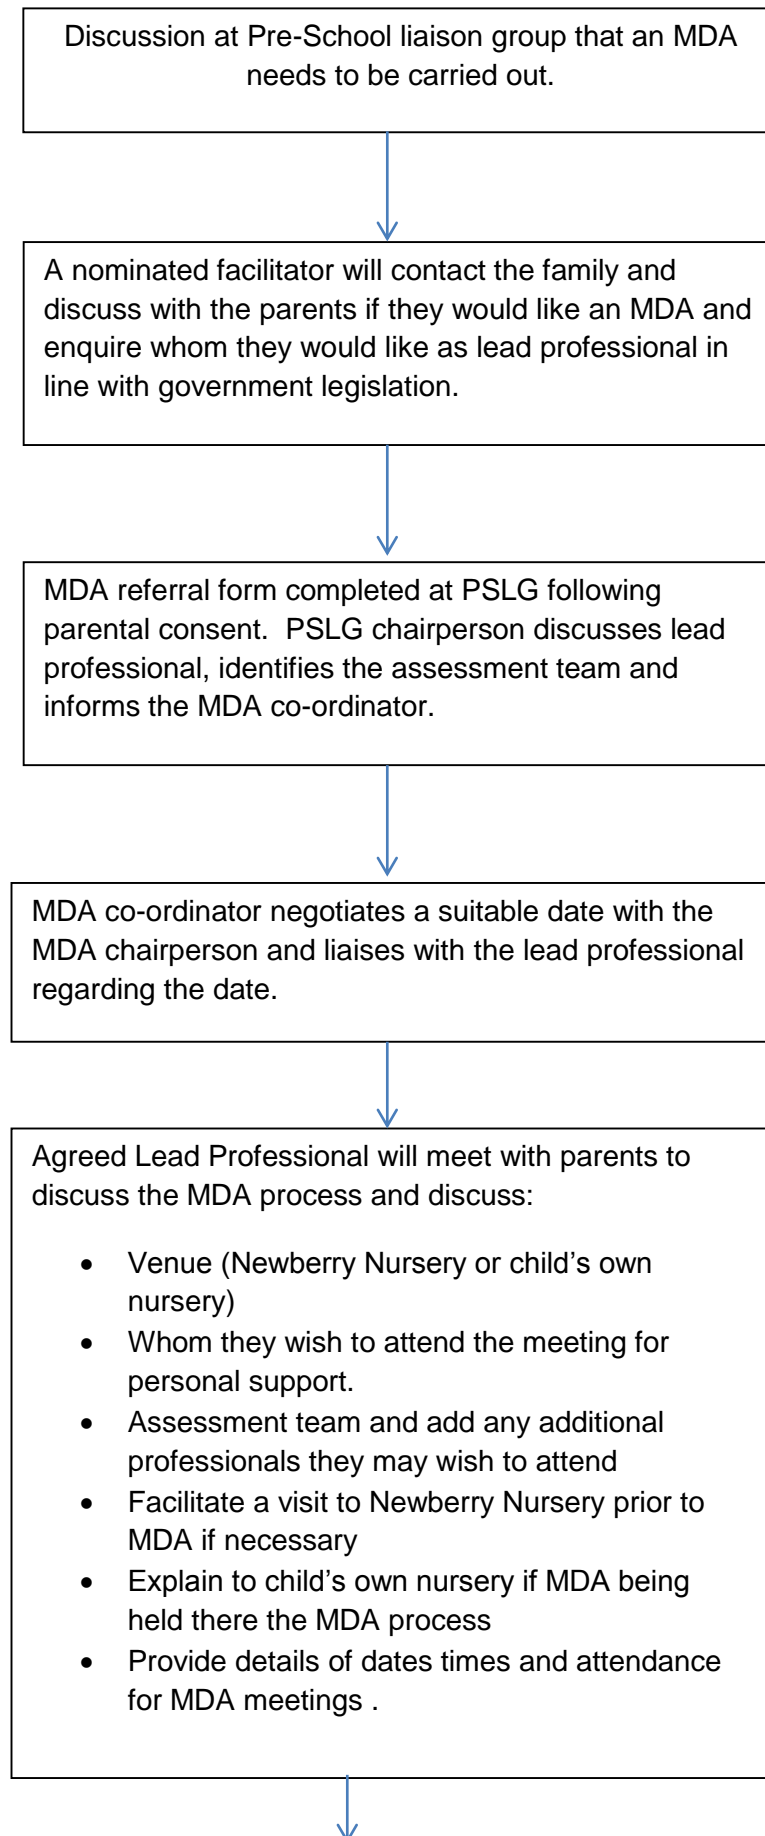 Discussion at Pre-School liaison group that an MDA
needs to be carried out.
A nominated facilitator will contact the family and
discuss with the parents if they would like an MDA and
enquire whom they would like as lead professional in
line with government legislation.
MDA referral form completed at PSLG following
parental consent.  PSLG chairperson discusses lead
professional, identifies the assessment team and
informs the MDA co-ordinator.
MDA co-ordinator negotiates a suitable date with the
MDA chairperson and liaises with the lead professional
regarding the date.
Agreed Lead Professional will meet with parents to
discuss the MDA process and discuss:
• Venue (Newberry Nursery or child’s own
nursery)
• Whom they wish to attend the meeting for
personal support.
• Assessment team and add any additional
professionals they may wish to attend
• Facilitate a visit to Newberry Nursery prior to
MDA if necessary
• Explain to child’s own nursery if MDA being
held there the MDA process
• Provide details of dates times and attendance
for MDA meetings .